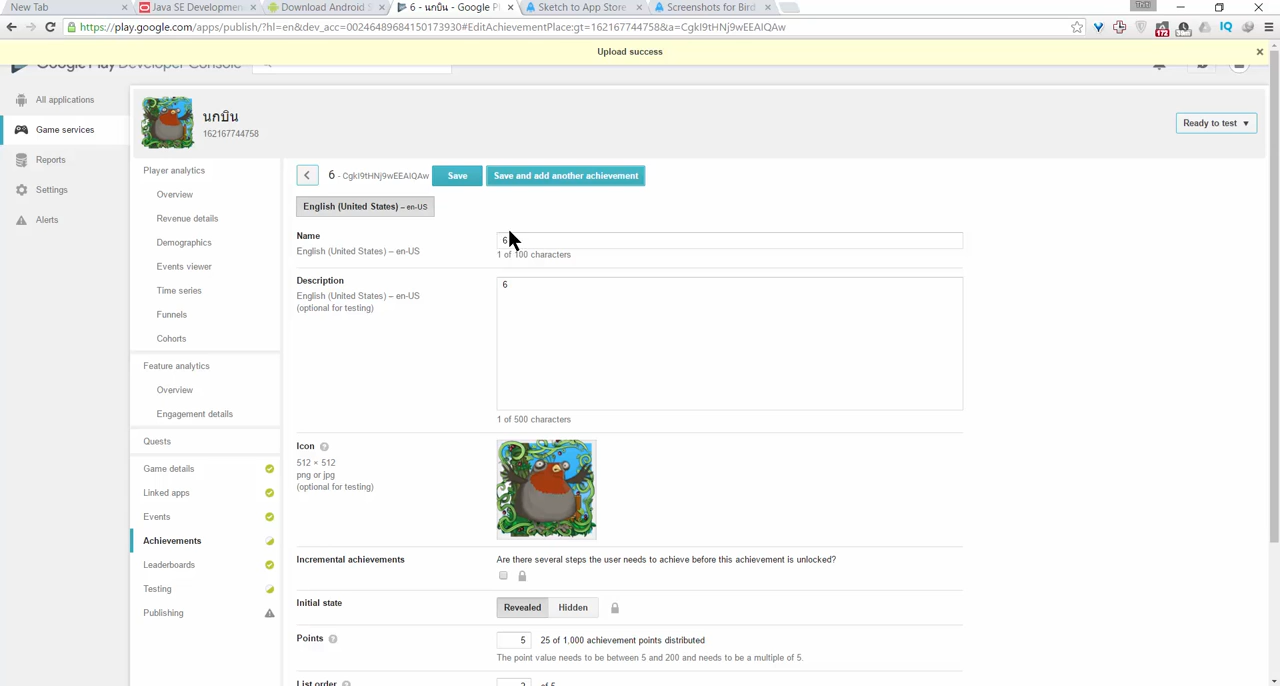 New Tab
Java SE Developmen
Download Android S
6 - นกบิน - Google P
Sketch to App Store
Screenshots for Bird
https://play.google.com/apps/publish/?hl=en&dev_acc=00246489684150173930#EditAchievementPlace:gt=162167744758&a=CgkI9tHNj9wEEAIQAw
172
IQ
Upload success
Google Play Developer Console
All applications
Game services
Reports
Settings
Alerts
นกบิน
162167744758
Ready to test
Player analytics
Overview
Revenue details
Demographics
Events viewer
Time series
Funnels
Cohorts
Feature analytics
Overview
Engagement details
Quests
Game details
Linked apps
Events
Achievements
Leaderboards
Testing
Publishing
6 - CgkI9tHNj9wEEAIQAw
Save
Save and add another achievement
English (United States) – en-US
Name
English (United States) – en-US
6
1 of 100 characters
Description
English (United States) – en-US
(optional for testing)
6
1 of 500 characters
Icon
512 × 512
png or jpg
(optional for testing)
Incremental achievements
Are there several steps the user needs to achieve before this achievement is unlocked?
Initial state
Revealed
Hidden
Points
5
25 of 1,000 achievement points distributed
The point value needs to be between 5 and 200 and needs to be a multiple of 5.
List order
of 5